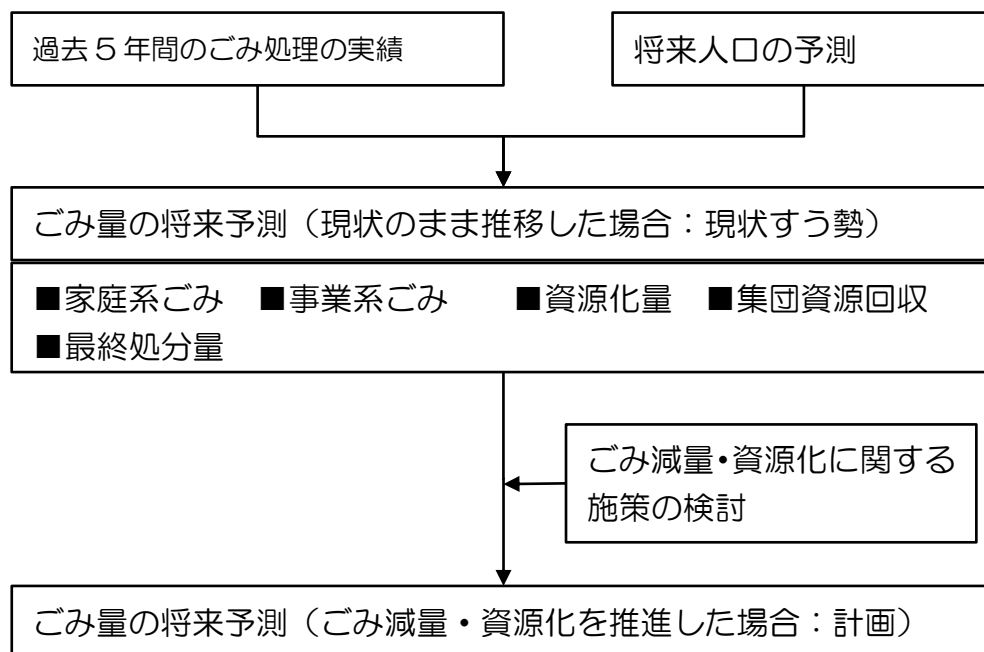 過去５年間のごみ処理の実績
将来人口の予測
ごみ量の将来予測（現状のまま推移した場合：現状すう勢）
■家庭系ごみ　■事業系ごみ　　■資源化量　■集団資源回収
■最終処分量
ごみ減量・資源化に関する
施策の検討
ごみ量の将来予測（ごみ減量・資源化を推進した場合：計画）